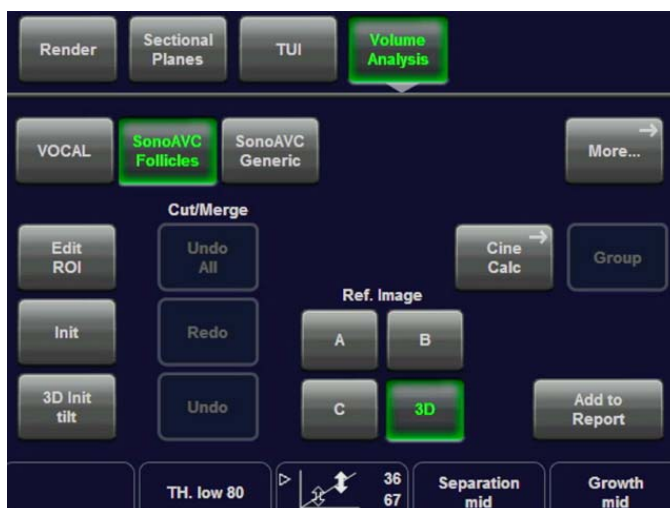 Render
Sectional
Planes
TUI
Volume
Analysis
VOCAL
SonoAVC
Follicles
SonoAVC
Generic
More...
Cut/Merge
Edit
ROI
Undo
All
Cine
Calc
Group
Ref. Image
Init
Redo
A
B
3D Init
tilt
Undo
C
3D
Add to
Report
TH. low 80
36
67
Separation
mid
Growth
mid